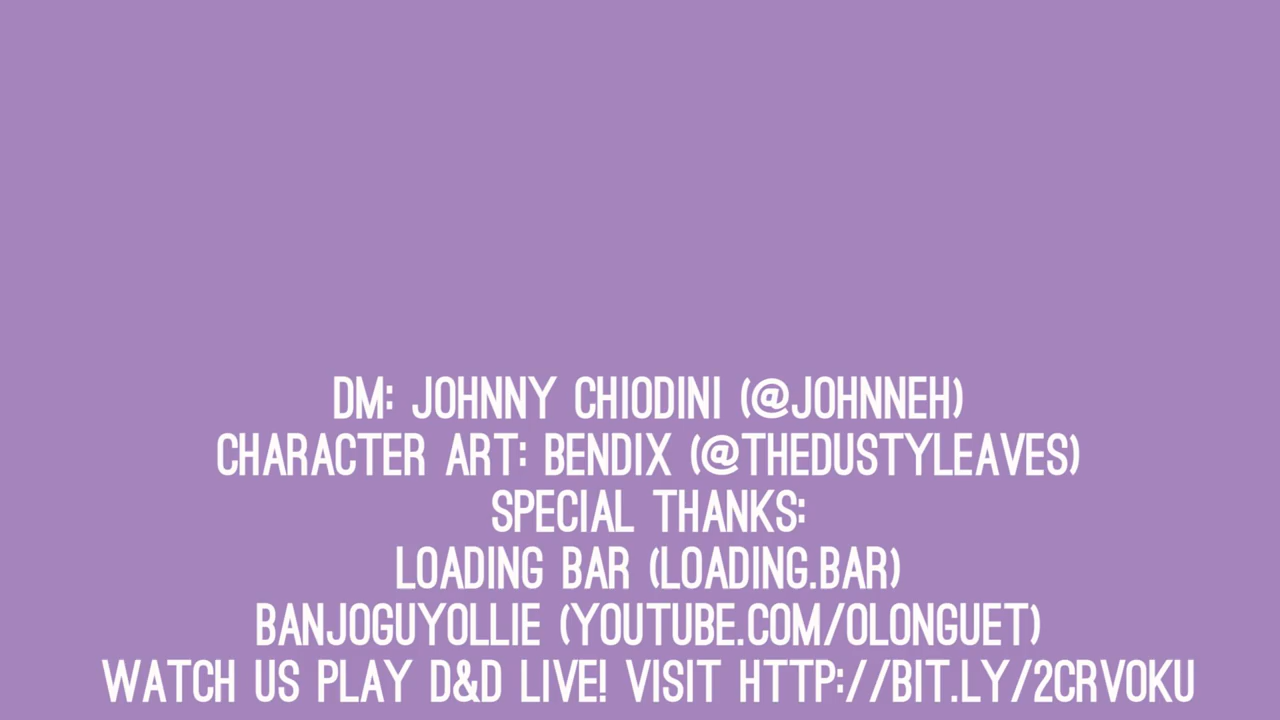 DM: JOHNNY CHIODINI (@JOHNNEH)
CHARACTER ART: BENDIX (@THEDUSTYLEAVES)
SPECIAL THANKS:
LOADING BAR (LOADING.BAR)
BANJOGUYOLLIE (YOUTUBE.COM/OLONGUET)
WATCH US PLAY D&D LIVE! VISIT HTTP://BIT.LY/2CRVOKU